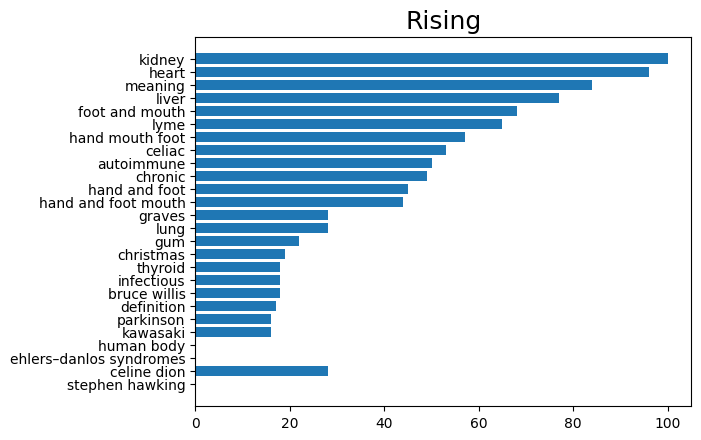 Rising
kidney
heart
meaning
liver
foot and mouth
lyme
hand mouth foot
celiac
autoimmune
chronic
hand and foot
hand and foot mouth
graves
lung
gum
christmas
thyroid
infectious
bruce willis
definition
parkinson
kawasaki
human body
ehlers–danlos syndromes
celine dion
stephen hawking
0 20 40 60 80 100